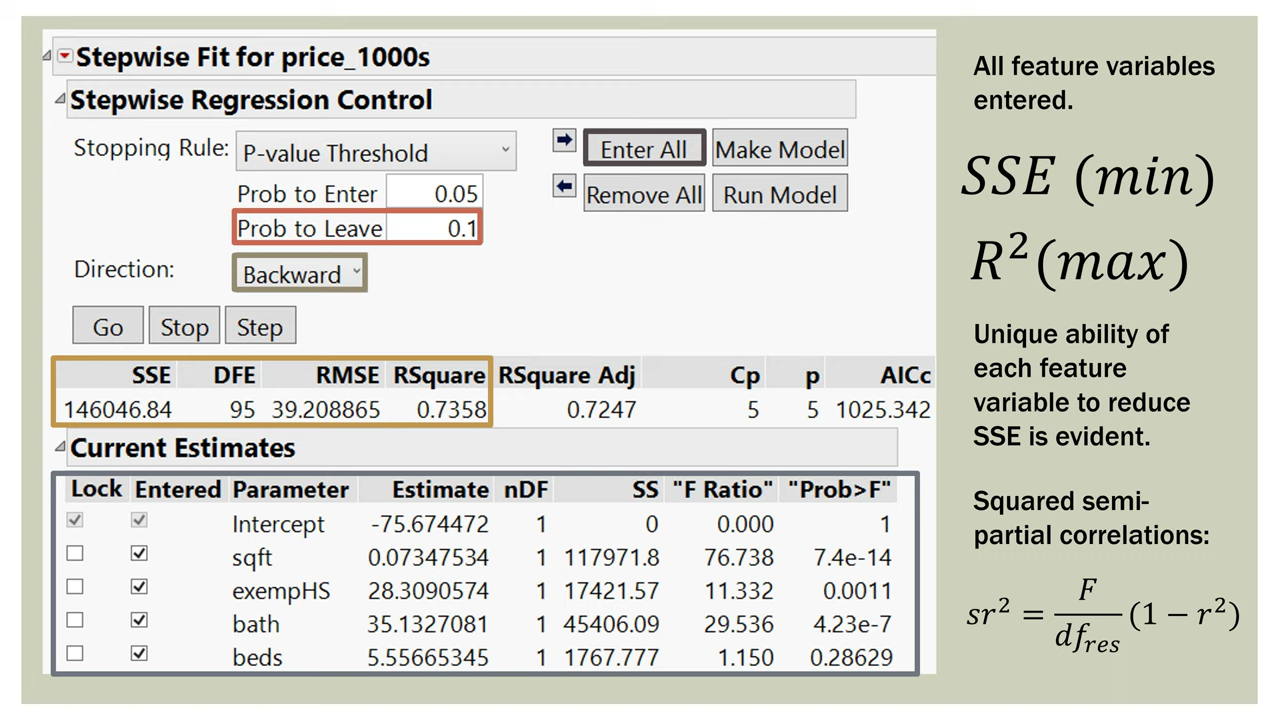 Stepwise Fit for price_1000s
Stepwise Regression Control
Stopping Rule: P-value Threshold
Enter All Make Model
Prob to Enter 0.05
Remove All Run Model
Prob to Leave 0.1
Direction: Backward
Go Stop Step
SSE DFE RMSE RSquare RSquare Adj Cp p AICc
146046.84 95 39.208865 0.7358 0.7247 5 5 1025.342
Current Estimates
Lock Entered Parameter Estimate nDF SS "F Ratio" "Prob>F"
Intercept -75.674472 1 0 0.000 1
sqft 0.07347534 1 117971.8 76.738 7.4e-14
exempHS 28.3090574 1 17421.57 11.332 0.0011
bath 35.1327081 1 45406.09 29.536 4.23e-7
beds 5.55665345 1 1767.777 1.150 0.28629
All feature variables
entered.
SSE (min)
R²(max)
Unique ability of
each feature
variable to reduce
SSE is evident.
Squared semi-
partial correlations:
sr² = F/df_res (1 − r²)